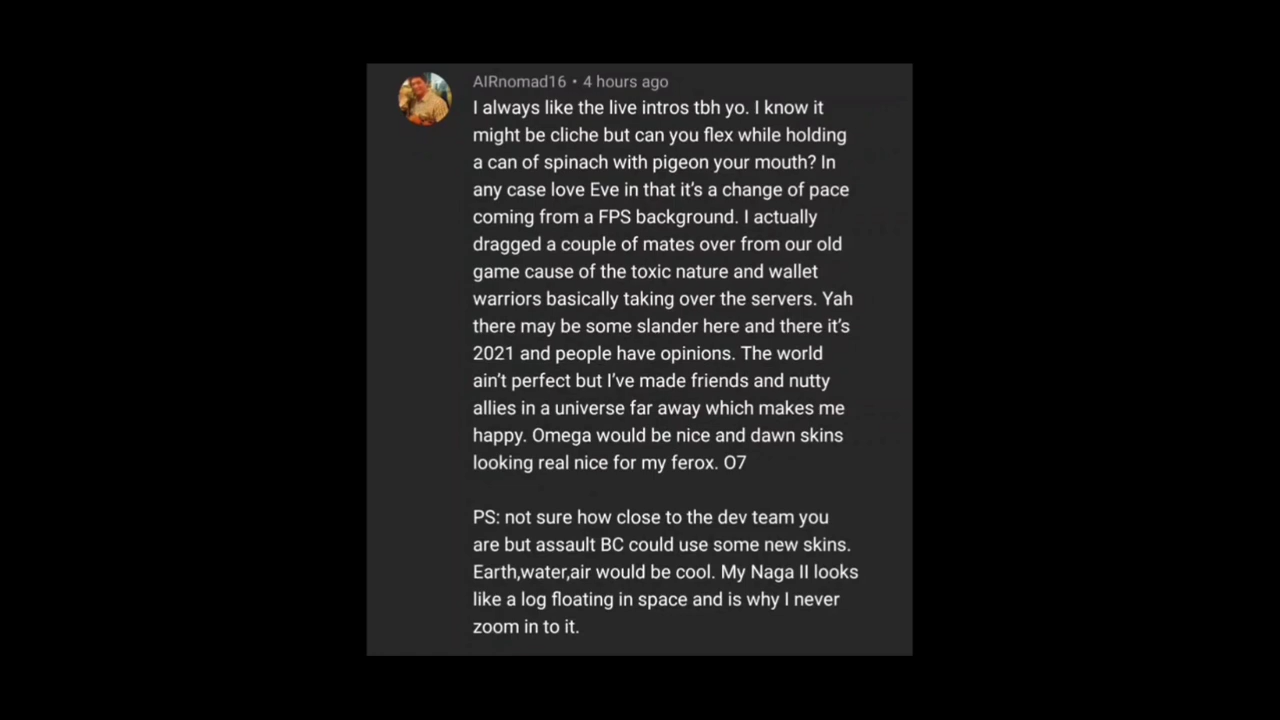 AIRnomad16 • 4 hours ago
I always like the live intros tbh yo. I know it
might be cliche but can you flex while holding
a can of spinach with pigeon your mouth? In
any case love Eve in that it's a change of pace
coming from a FPS background. I actually
dragged a couple of mates over from our old
game cause of the toxic nature and wallet
warriors basically taking over the servers. Yah
there may be some slander here and there it's
2021 and people have opinions. The world
ain't perfect but I've made friends and nutty
allies in a universe far away which makes me
happy. Omega would be nice and dawn skins
looking real nice for my ferox. O7
PS: not sure how close to the dev team you
are but assault BC could use some new skins.
Earth,water,air would be cool. My Naga II looks
like a log floating in space and is why I never
zoom in to it.